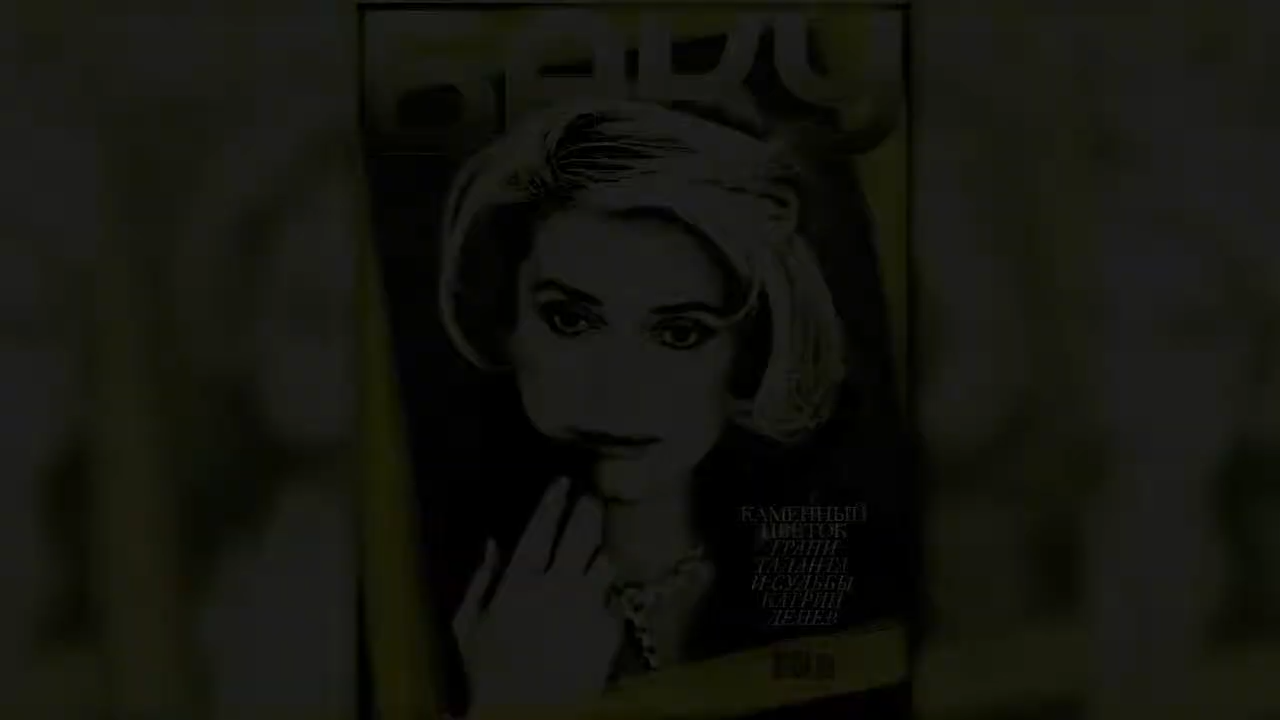 КАМЕННЫЙ
ЦВЕТОК
ГРАНИ
ТАЛАНТА
И СУДЬБЫ
КАТРИН
ДЕНЕВ